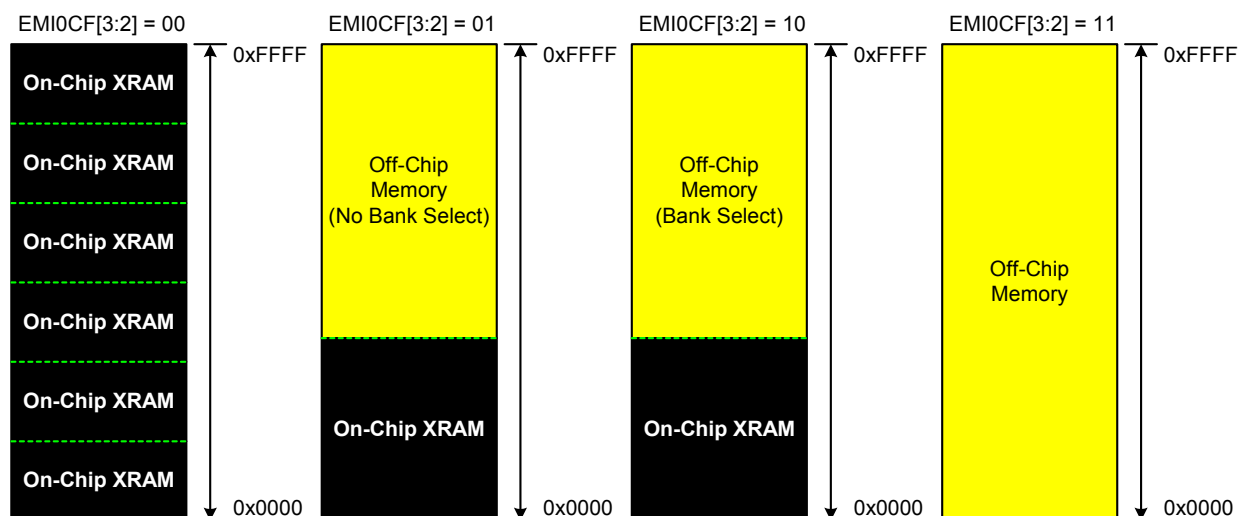 EMI0CF[3:2] = 00
0xFFFF
On-Chip XRAM
On-Chip XRAM
On-Chip XRAM
On-Chip XRAM
On-Chip XRAM
On-Chip XRAM
0x0000
EMI0CF[3:2] = 01
0xFFFF
Off-Chip
Memory
(No Bank Select)
On-Chip XRAM
0x0000
EMI0CF[3:2] = 10
0xFFFF
Off-Chip
Memory
(Bank Select)
On-Chip XRAM
0x0000
EMI0CF[3:2] = 11
0xFFFF
Off-Chip
Memory
0x0000